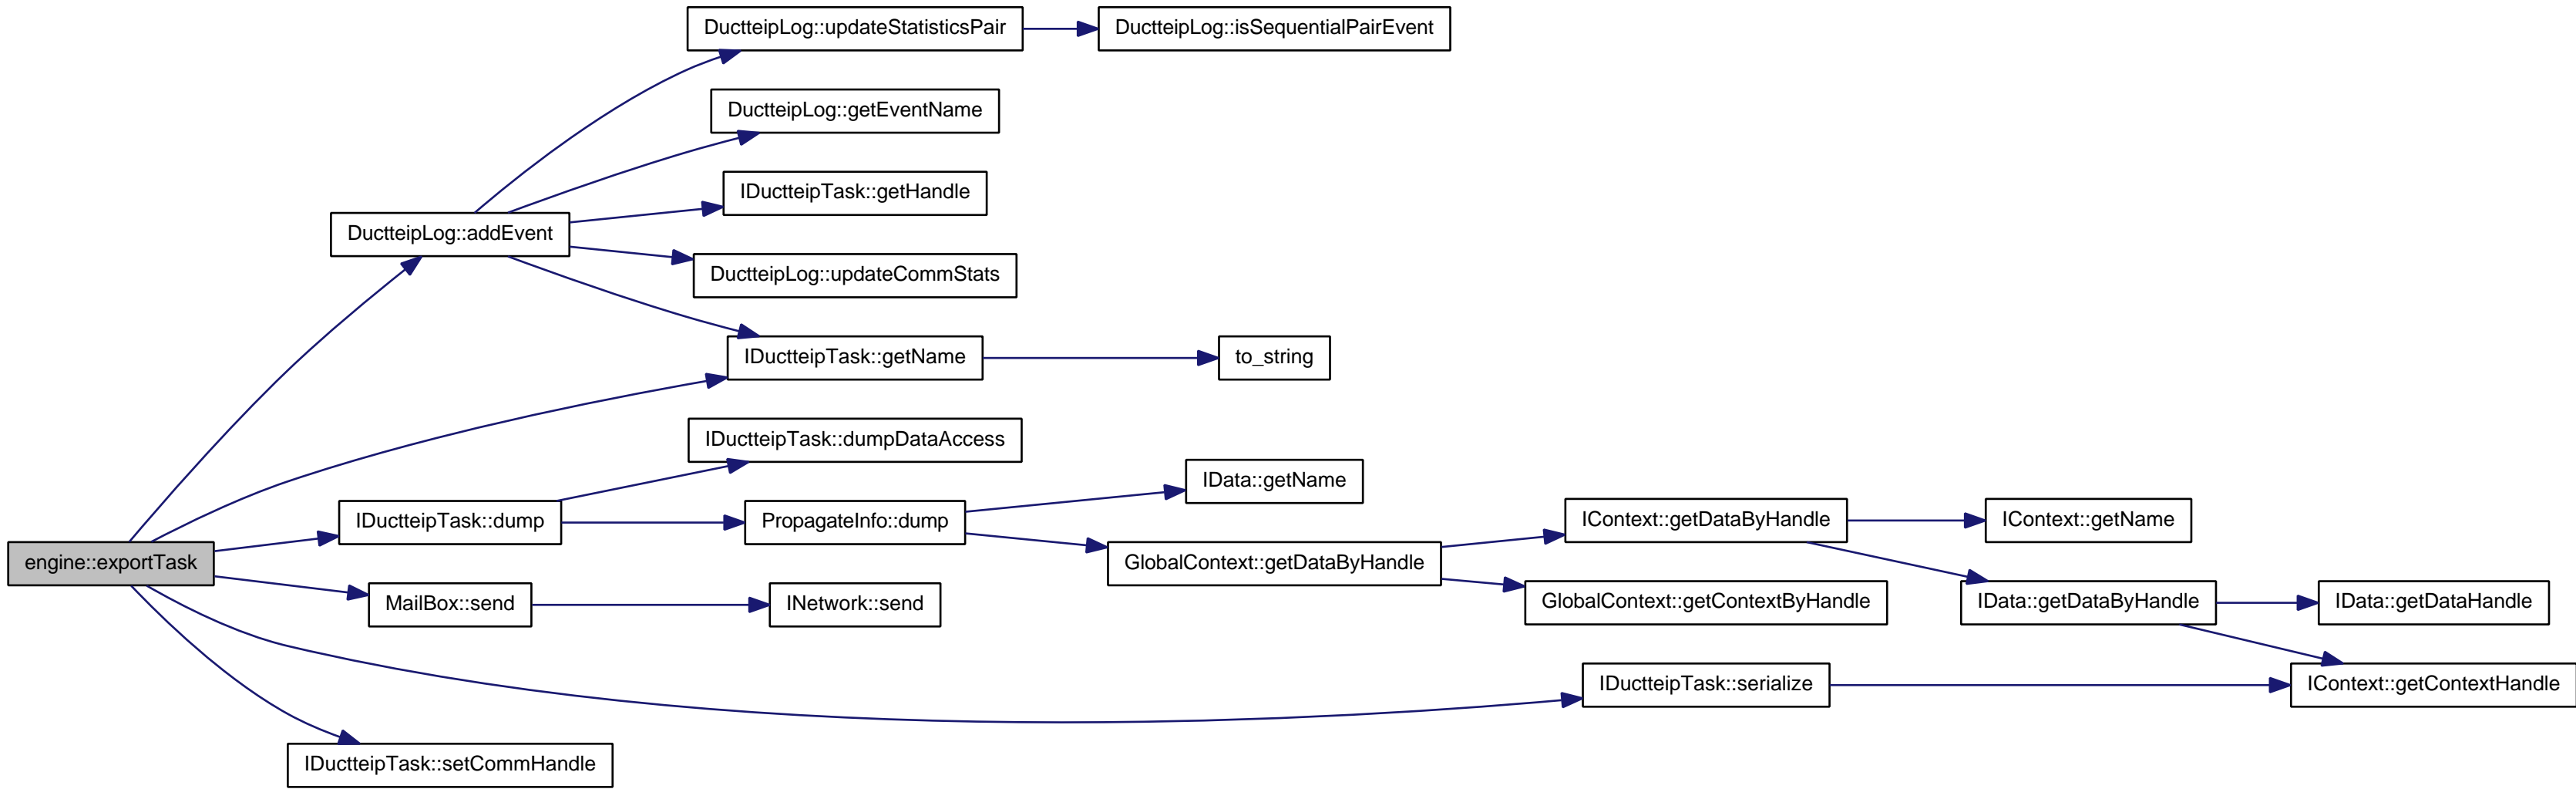 DuctteipLog::updateStatisticsPair
DuctteipLog::isSequentialPairEvent
DuctteipLog::getEventName
IDuctteipTask::getHandle
DuctteipLog::addEvent
DuctteipLog::updateCommStats
IDuctteipTask::getName
to_string
IDuctteipTask::dumpDataAccess
IData::getName
IDuctteipTask::dump
PropagateInfo::dump
IContext::getDataByHandle
IContext::getName
engine::exportTask
GlobalContext::getDataByHandle
MailBox::send
INetwork::send
GlobalContext::getContextByHandle
IData::getDataByHandle
IData::getDataHandle
IDuctteipTask::serialize
IContext::getContextHandle
IDuctteipTask::setCommHandle